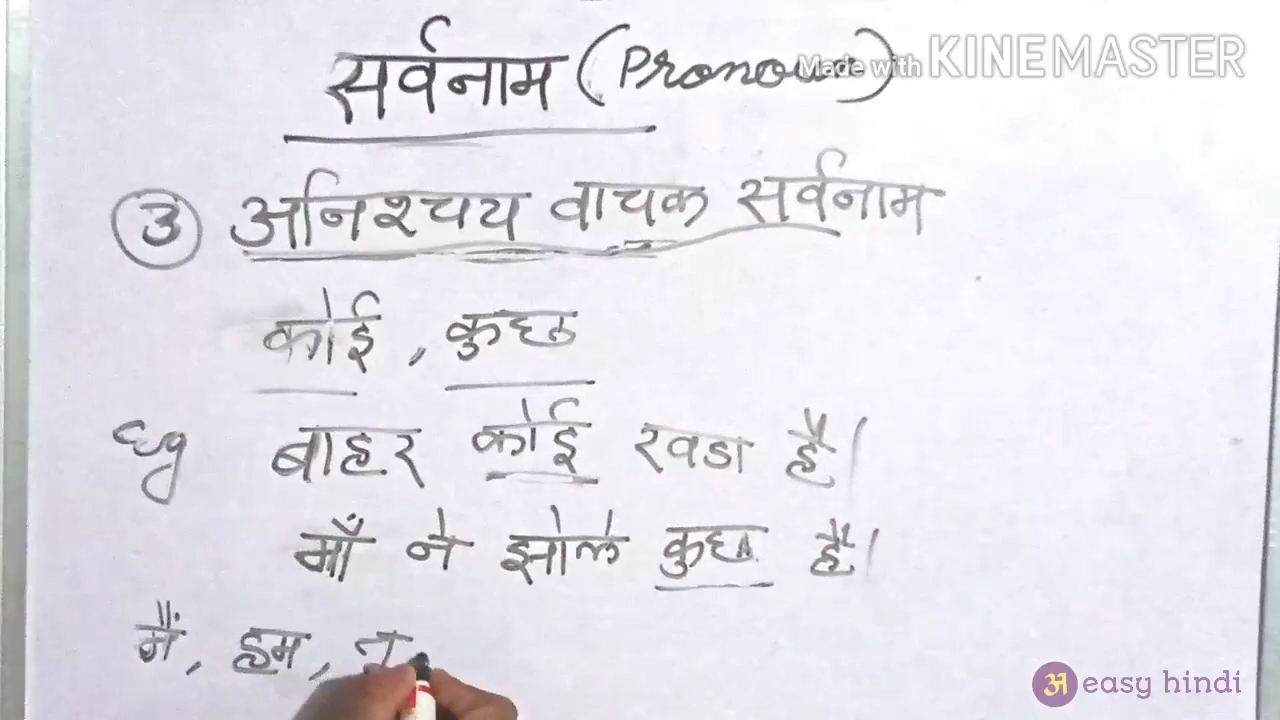 सर्वनाम (Pronoun)
Made with KINEMASTER
③ अनिश्चय वाचक सर्वनाम
कोई, कुछ
Eg बाहर कोई खडा है।
माँ ने झोले कुछ है।
मैं, हम, त
अ easy hindi